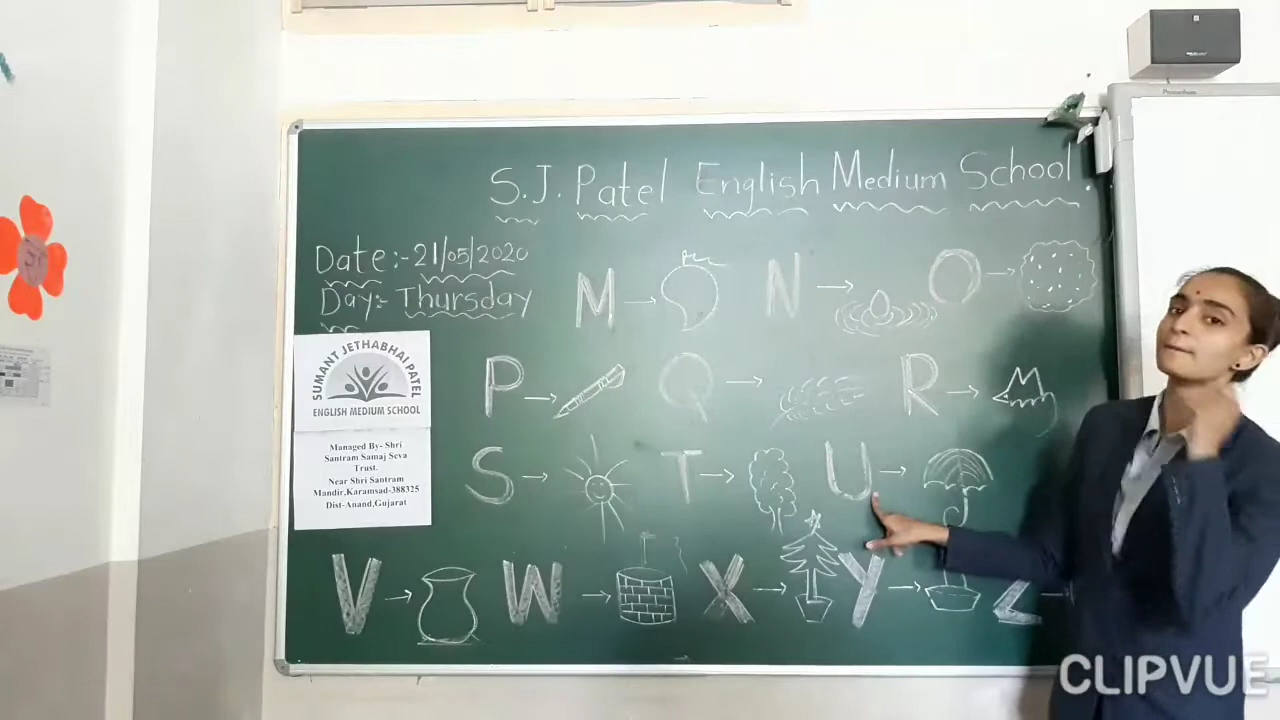 S.J. Patel English Medium School.
Date:-21/05/2020
Day:- Thursday
M N O
SUMANT JETHABHAI PATEL
ENGLISH MEDIUM SCHOOL
P Q R
Managed By- Shri
Santram Samaj Seva
Trust.
Near Shri Santram
Mandir,Karamsad-388325
Dist-Anand,Gujarat
S T U
V W X Y Z
CLIPVUE